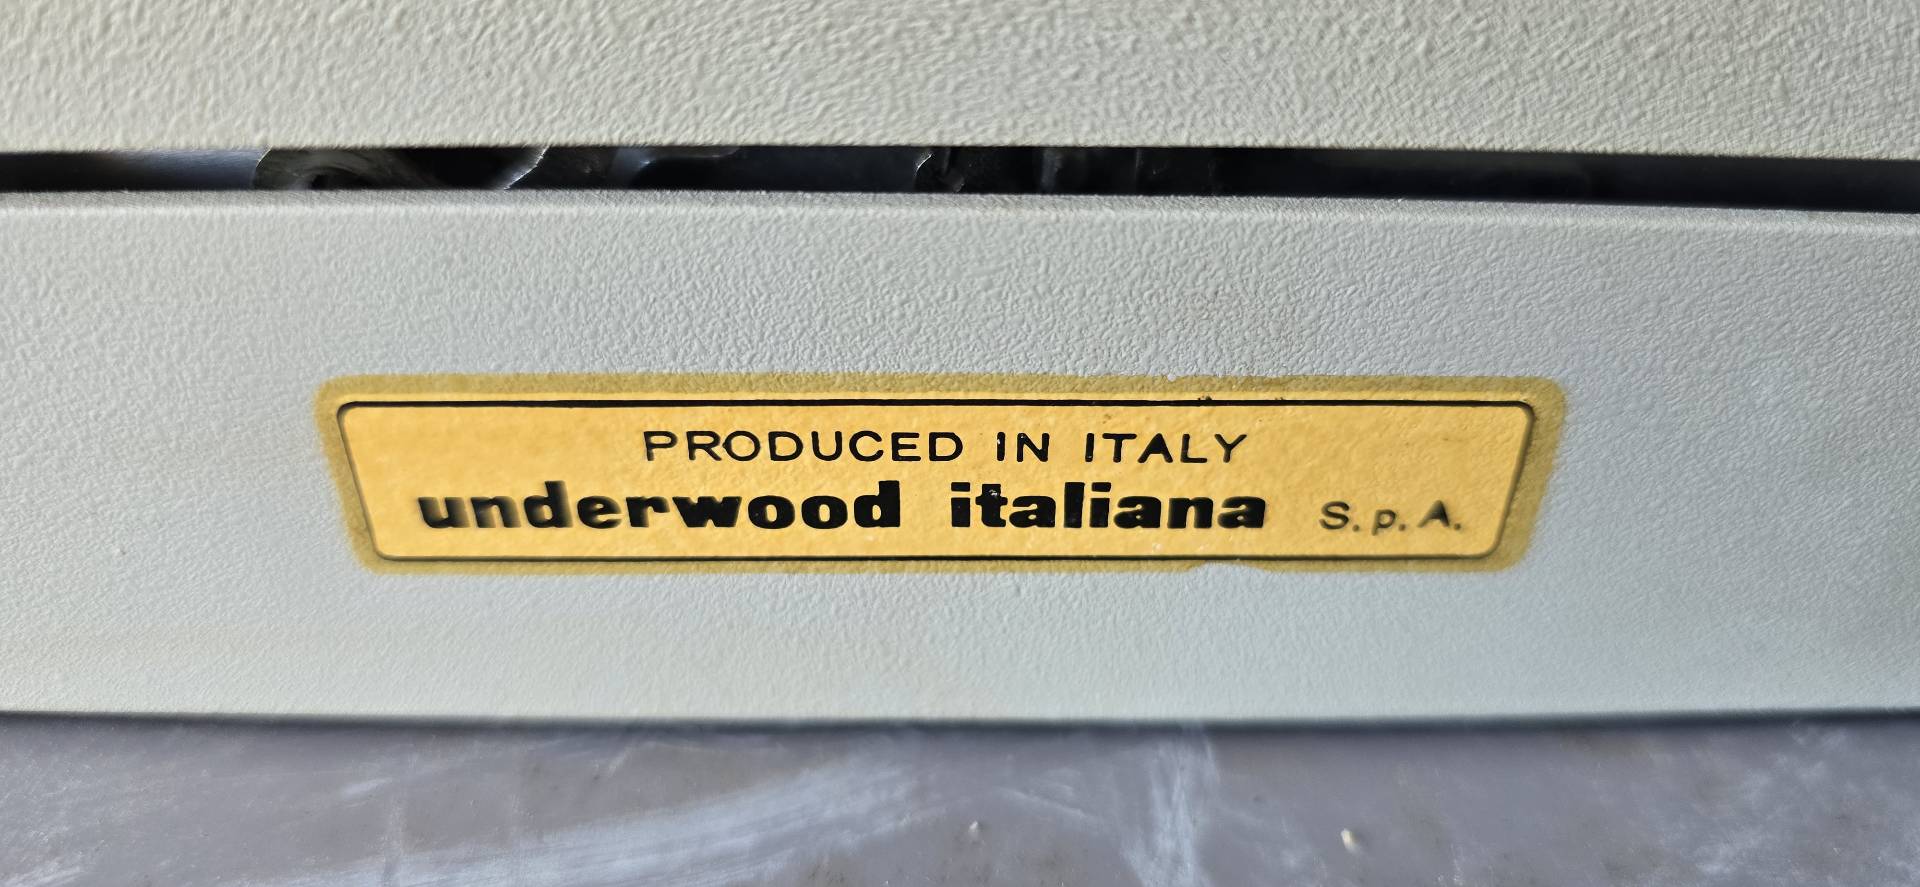 PRODUCED IN ITALY
underwood italiana S.p.A.